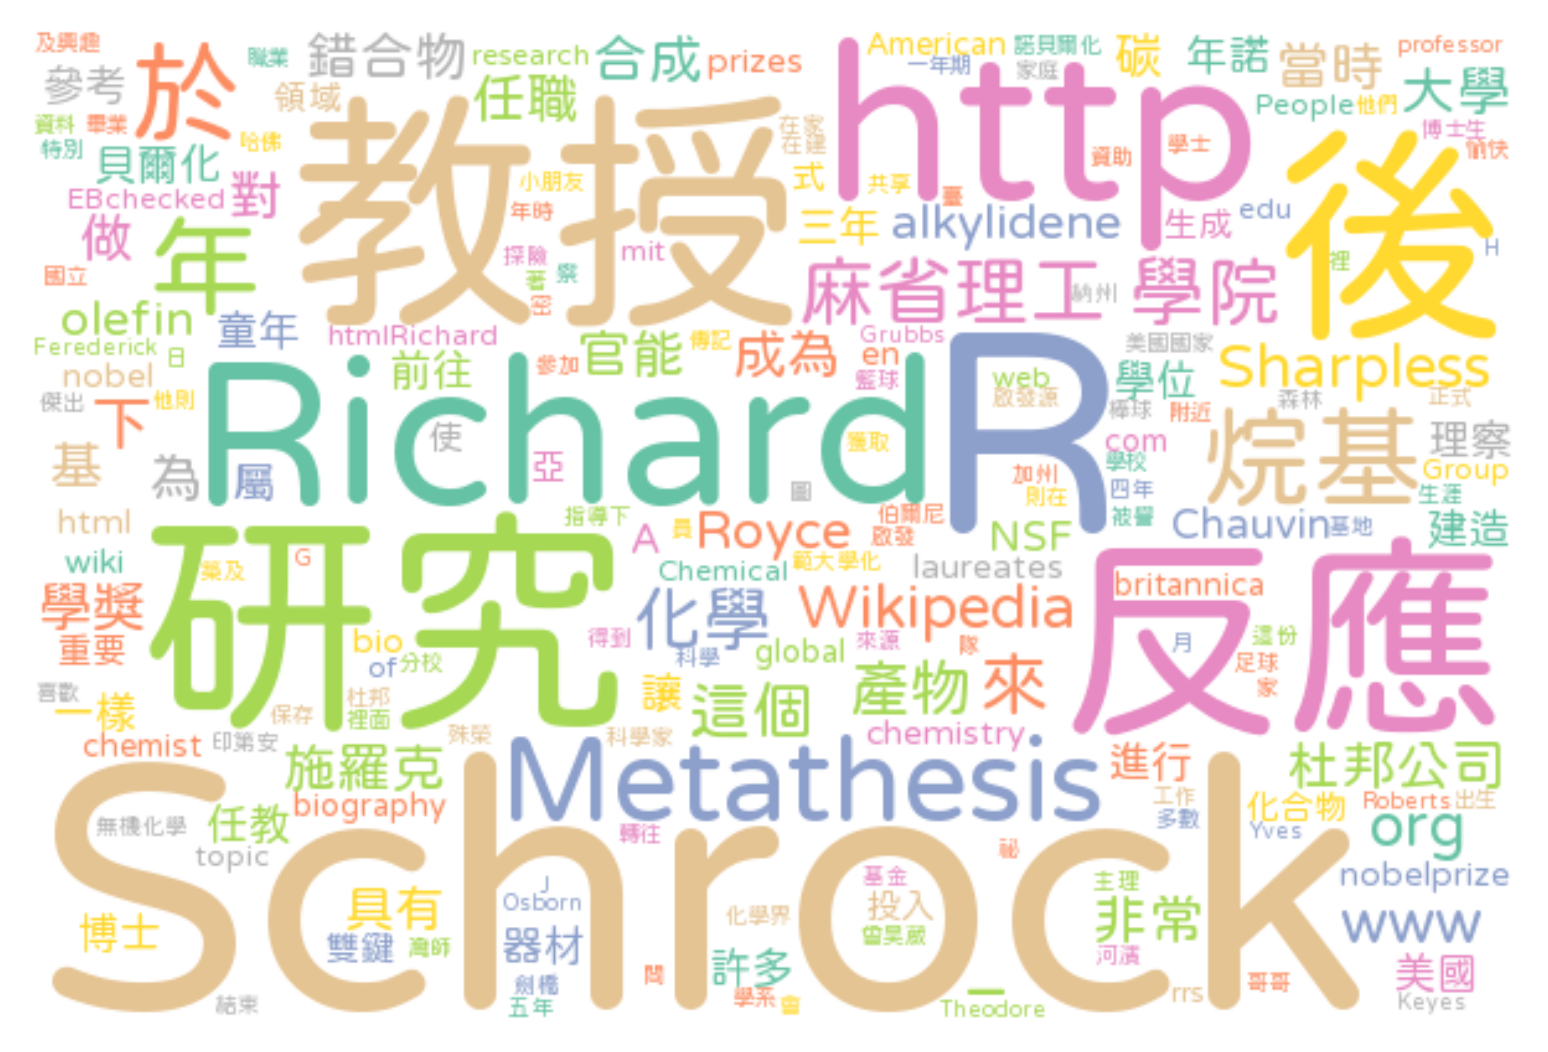 及興趣
職業
錯合物
research
合成
prizes
American
諾貝爾化
碳
年諾
當時
professor
參考
於
領域
任職
http
一年期
家庭
People
他們
大學
資料
畢業
特別
哈佛
貝爾化
教授
在家
在建
資助
學士
博士生
愉快
EBchecked
對
小朋友
式
共享
臺
後
做
年
年時
mit
三年
alkylidene
生成
edu
H
國立
探險
著
察
密
麻省理工
納州
學院
裡
olefin
童年
htmlRichard
官能
傳記
成為
Grubbs
en
美國國家
Ferederick
日
nobel
前往
參加
籃球
web
啟發源
學位
Sharpless
傑出
下
他則
Richard
R
棒球
附近
森林
正式
基
為
屬
使
亞
獲取
圖
com
學校
加州
則在
四年
烷基
理察
Group
生涯
html
指導下
A
員
Royce
伯爾尼
啟發
NSF
被譽
Chauvin
基地
建造
wiki
築及
G
研究
Chemical
範大學化
laureates
britannica
反應
學獎
重要
bio
of
分校
得到
化學
科學
global
Wikipedia
來源
隊
月
這份
足球
家
喜歡
一樣
杜邦
裡面
保存
讓
這個
產物
來
chemist
印第安
施羅克
殊榮
科學家
Metathesis
chemistry
進行
杜邦公司
無機化學
任教
biography
轉往
工作
多數
化合物
Yves
Roberts
出生
org
topic
Schrock
祕
nobelprize
博士
具有
雙鍵
灣師
J
Osborn
器材
化學界
基金
投入
曾昊葳
主理
非常
河濱
www
美國
結束
劍橋
五年
問
許多
學系
會
一
Theodore
rrs
哥哥
Keyes